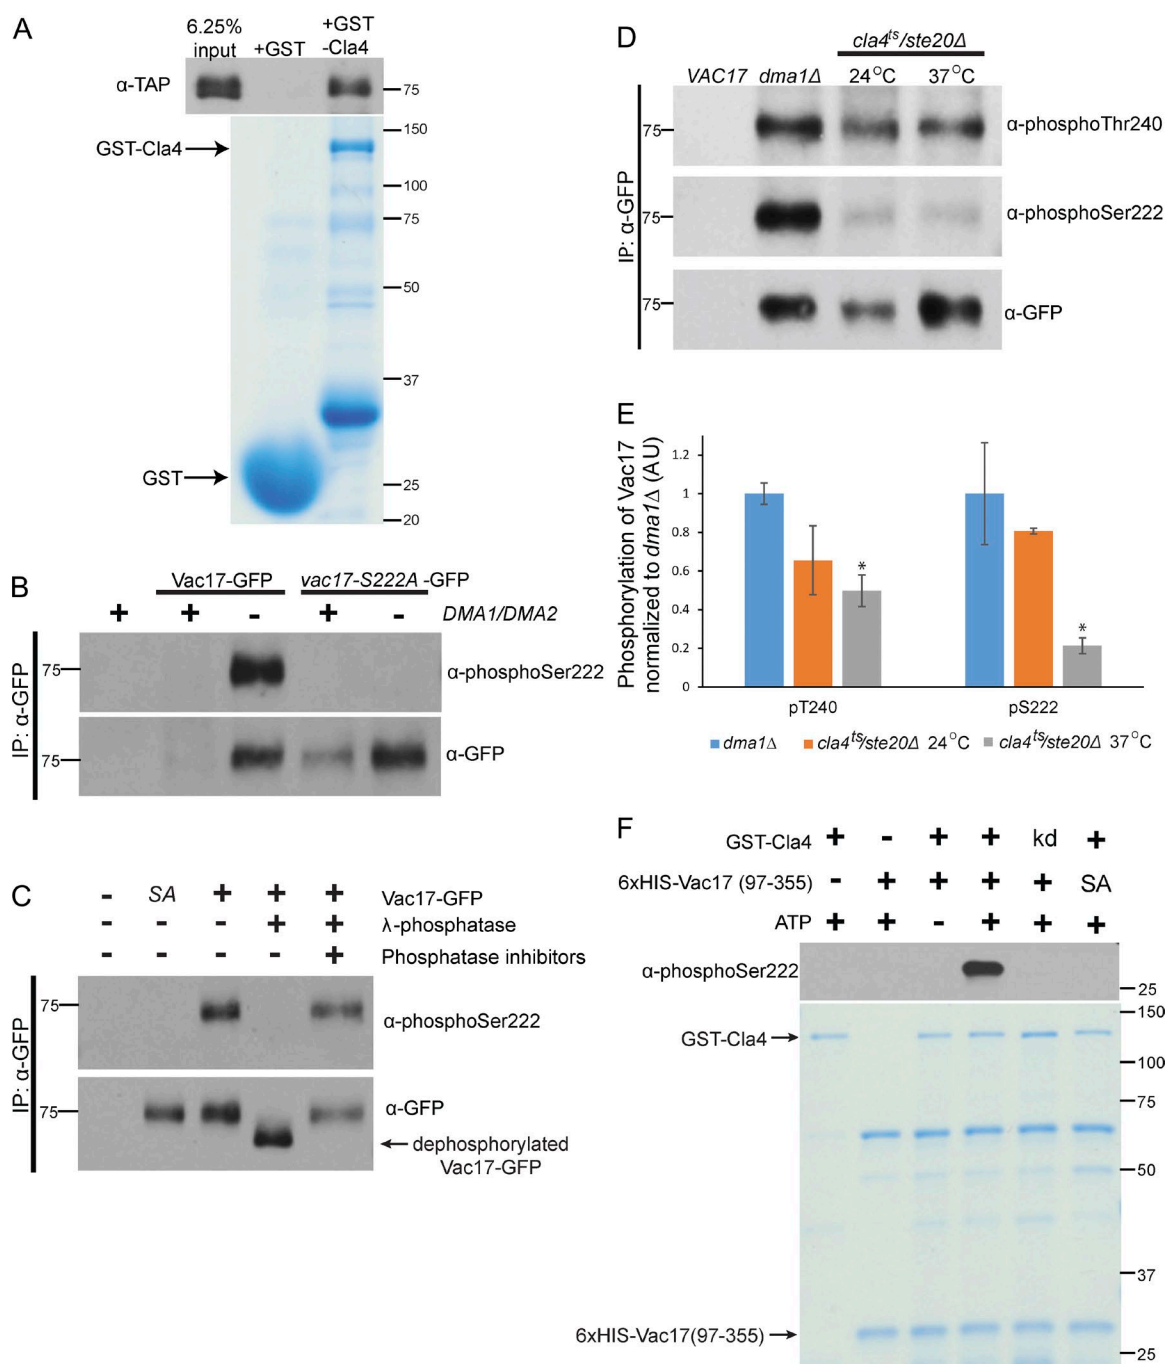 A
6.25%
input
+GST
+GST
-Cla4
α-TAP
75
GST-Cla4
150
100
75
50
37
GST
25
20
B
Vac17-GFP
vac17-S222A -GFP
+ + - + - DMA1/DMA2
IP: α-GFP
75
α-phosphoSer222
75
α-GFP
C
- SA + + + Vac17-GFP
- - - + + λ-phosphatase
- - - - + Phosphatase inhibitors
IP: α-GFP
75
α-phosphoSer222
75
α-GFP
dephosphorylated
Vac17-GFP
D
cla4ts/ste20Δ
VAC17 dma1Δ 24°C 37°C
IP: α-GFP
75
α-phosphoThr240
75
α-phosphoSer222
75
α-GFP
E
Phosphorylation of Vac17
normalized to dma1Δ (AU)
1.2
1
0.8
0.6
0.4
0.2
0
*
*
pT240 pS222
dma1Δ cla4ts/ste20Δ 24°C cla4ts/ste20Δ 37°C
F
GST-Cla4 + - + + kd +
6xHIS-Vac17 (97-355) - + + + + SA
ATP + + - + + +
α-phosphoSer222
25
150
GST-Cla4
100
75
50
37
6xHIS-Vac17(97-355)
25